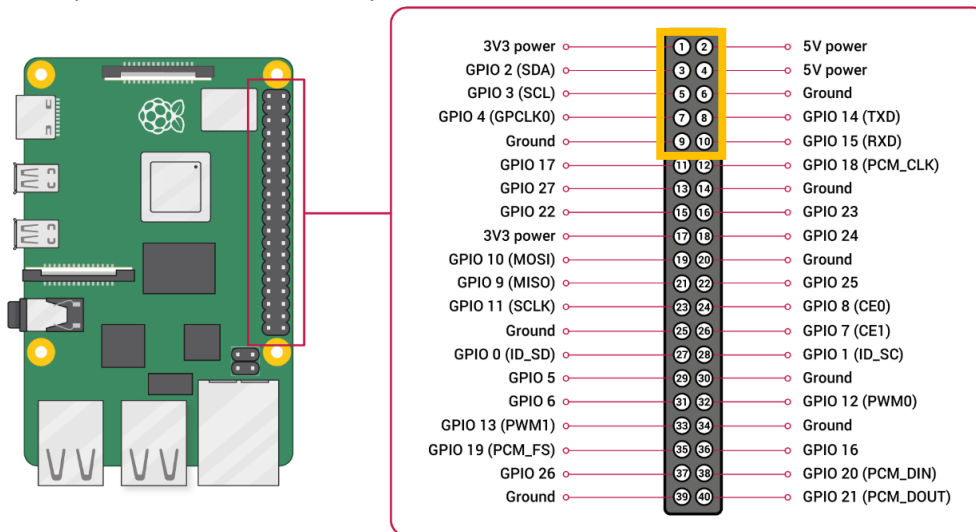 3V3 power 1 2 5V power
GPIO 2 (SDA) 3 4 5V power
GPIO 3 (SCL) 5 6 Ground
GPIO 4 (GPCLK0) 7 8 GPIO 14 (TXD)
Ground 9 10 GPIO 15 (RXD)
GPIO 17 11 12 GPIO 18 (PCM_CLK)
GPIO 27 13 14 Ground
GPIO 22 15 16 GPIO 23
3V3 power 17 18 GPIO 24
GPIO 10 (MOSI) 19 20 Ground
GPIO 9 (MISO) 21 22 GPIO 25
GPIO 11 (SCLK) 23 24 GPIO 8 (CE0)
Ground 25 26 GPIO 7 (CE1)
GPIO 0 (ID_SD) 27 28 GPIO 1 (ID_SC)
GPIO 5 29 30 Ground
GPIO 6 31 32 GPIO 12 (PWM0)
GPIO 13 (PWM1) 33 34 Ground
GPIO 19 (PCM_FS) 35 36 GPIO 16
GPIO 26 37 38 GPIO 20 (PCM_DIN)
Ground 39 40 GPIO 21 (PCM_DOUT)